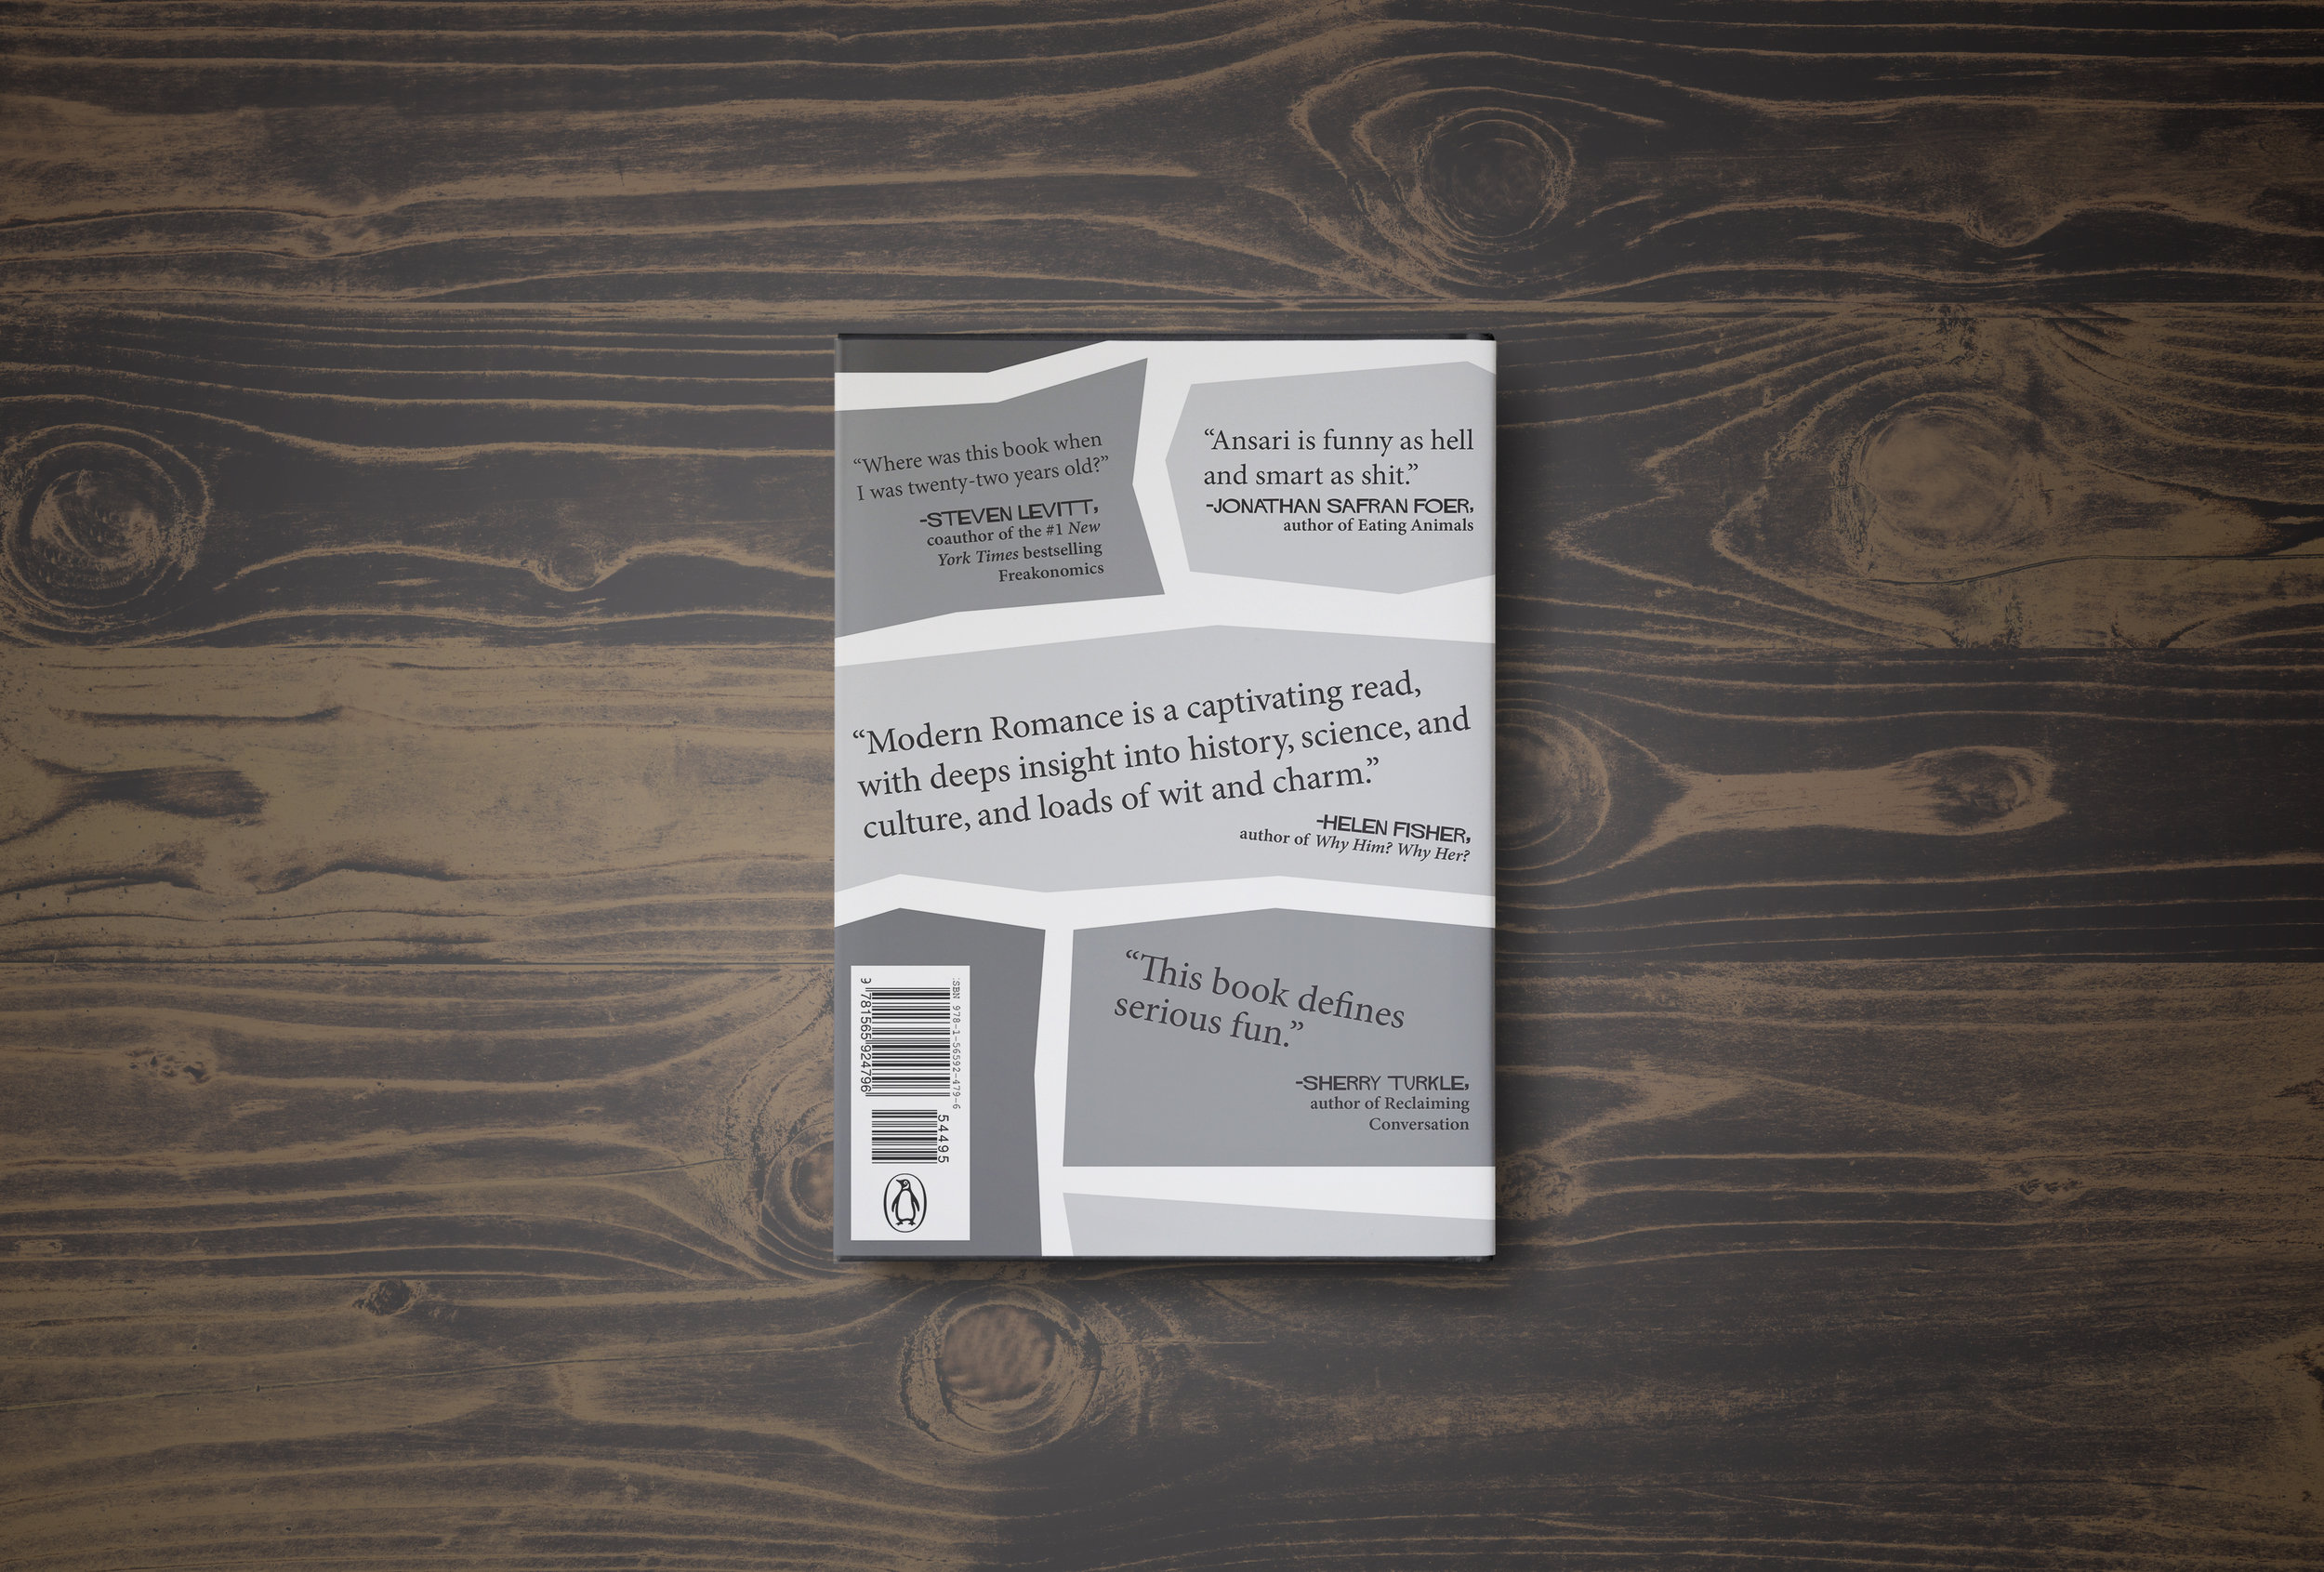 “Where was this book when
I was twenty-two years old?”
-STEVEN LEVITT,
coauthor of the #1 New
York Times bestselling
Freakonomics
“Ansari is funny as hell
and smart as shit.”
-JONATHAN SAFRAN FOER,
author of Eating Animals
“Modern Romance is a captivating read,
with deeps insight into history, science, and
culture, and loads of wit and charm.”
-HELEN FISHER,
author of Why Him? Why Her?
“This book defines
serious fun.”
-SHERRY TURKLE,
author of Reclaiming
Conversation
ISBN 978-1-56592-479-6
9 781565 924796
54495